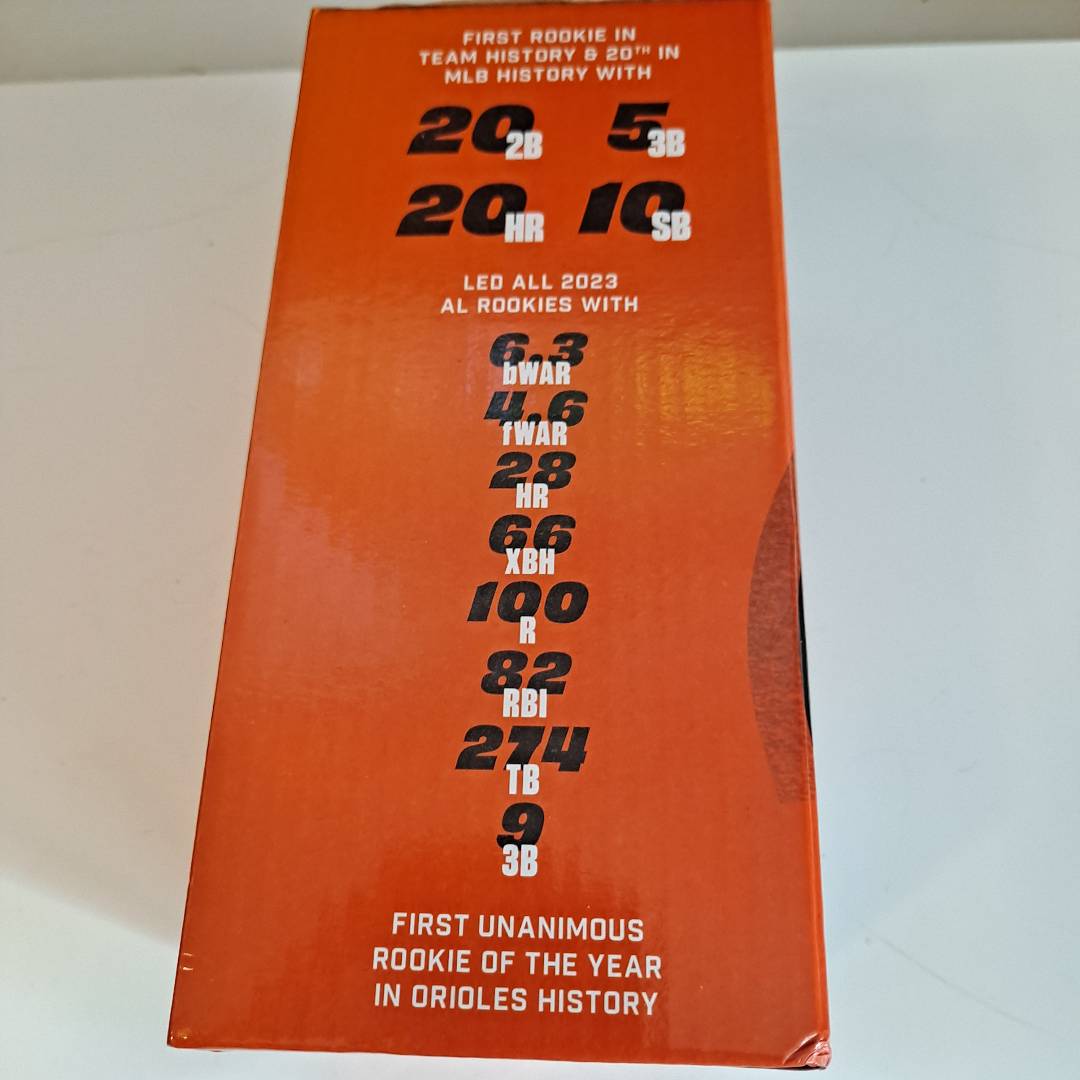 FIRST ROOKIE IN
TEAM HISTORY & 20TH IN
MLB HISTORY WITH
20 2B 5 3B
20 HR 10 SB
LED ALL 2023
AL ROOKIES WITH
6.3
bWAR
4.6
fWAR
28
HR
66
XBH
100
R
82
RBI
274
TB
9
3B
FIRST UNANIMOUS
ROOKIE OF THE YEAR
IN ORIOLES HISTORY